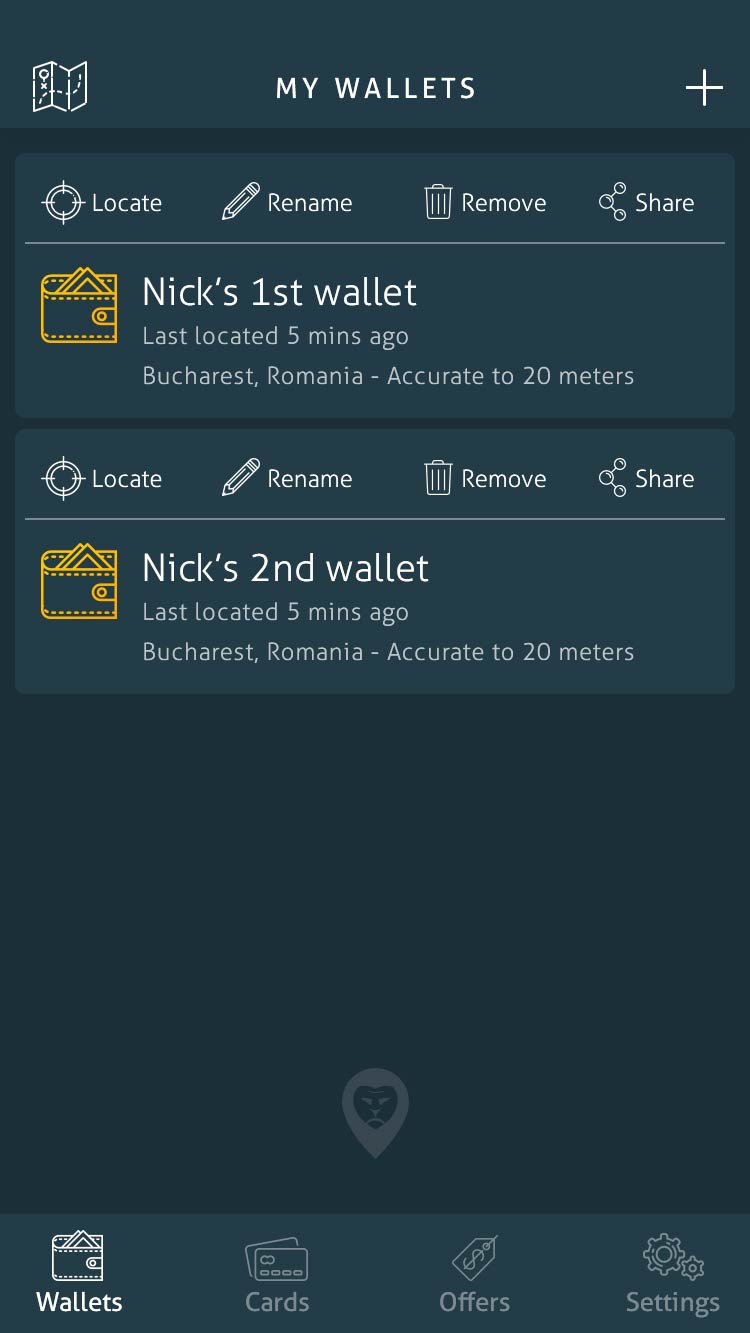 MY WALLETS
Locate Rename Remove Share
Nick’s 1st wallet
Last located 5 mins ago
Bucharest, Romania - Accurate to 20 meters
Locate Rename Remove Share
Nick’s 2nd wallet
Last located 5 mins ago
Bucharest, Romania - Accurate to 20 meters
Wallets Cards Offers Settings